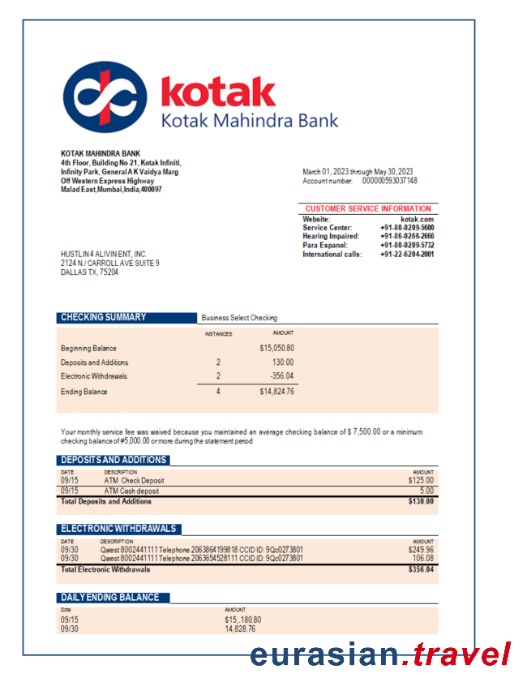 kotak
Kotak Mahindra Bank
KOTAK MAHINDRA BANK
4th Floor, Building No 21, Kotak Infiniti,
Infinity Park, General A K Vaidya Marg
Off Western Express Highway
Malad East,Mumbai,India,400097
March 01, 2023 through May 30,2023
Account number: 000000593037148
CUSTOMER SERVICE INFORMATION
Website: kotak.com
Service Center: +91-80-0209-5600
Hearing Impaired: +91-86-0266-2666
Para Espanol: +91-80-0209-5732
International calls: +91-22-6204-2001
HUSTLIN 4 ALIVIN ENT, INC.
2124 N./ CARROLL AVE SUITE 9
DALLAS TX, 75204
CHECKING SUMMARY Business Select Checking
INSTANCES AMOUNT
Beginning Balance $15,050.80
Deposits and Additions 2 130.00
Electronic Withdrawals 2 -356.04
Ending Balance 4 $14,824.76
Your monthly service fee was waived because you maintained an average checking balance of $ 7,500.00 or a minimum
checking balance of #5,000.00 or more during the statement period
DEPOSITS AND ADDITIONS
DATE DESCRIPTION AMOUNT
09/15 ATM Check Deposit $125.00
09/15 ATM Cash deposit 5.00
Total Deposits and Additions $130.00
ELECTRONIC WITHDRAWALS
DATE DESCRIPTION AMOUNT
09/30 Qwest 8002441111 Telephone 2063864199818 CCID ID: 9Qc0273801 $249.96
09/30 Qwest 8002441111 Telephone 2063654528111 CCID ID: 9Qc0273801 106.08
Total Electronic Withdrawals $356.04
DAILY ENDING BALANCE
Date AMOUNT
09/15 $15,.180.80
09/30 14,826.76
eurasian.travel